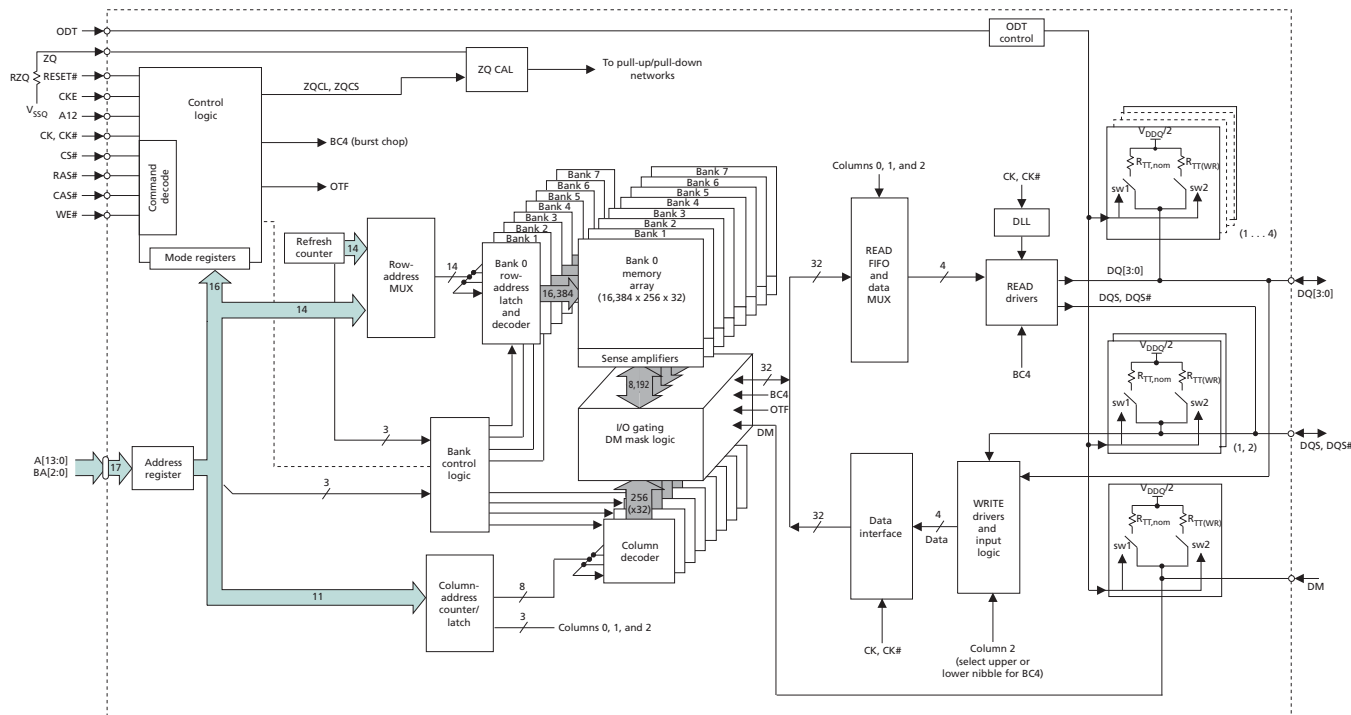 ODT
ZQ
RZQ
VSSQ
RESET#
CKE
A12
CK, CK#
CS#
RAS#
CAS#
WE#
Control
logic
Command
decode
Mode registers
ZQCL, ZQCS
ZQ CAL
To pull-up/pull-down
networks
BC4 (burst chop)
OTF
ODT
control
Refresh
counter
14
Row-
address
MUX
14
16
14
Bank 7
Bank 6
Bank 5
Bank 4
Bank 3
Bank 2
Bank 1
Bank 0
row-
address
latch
and
decoder
16,384
Bank 7
Bank 6
Bank 5
Bank 4
Bank 3
Bank 2
Bank 1
Bank 0
memory
array
(16,384 x 256 x 32)
Sense amplifiers
8,192
I/O gating
DM mask logic
32
BC4
OTF
DM
256
(x32)
Column
decoder
A[13:0]
BA[2:0]
17
Address
register
3
3
Bank
control
logic
11
Column-
address
counter/
latch
8
3
Columns 0, 1, and 2
Columns 0, 1, and 2
32
READ
FIFO
and
data
MUX
4
CK, CK#
DLL
READ
drivers
BC4
DQ[3:0]
DQS, DQS#
VDDQ/2
RTT,nom
RTT(WR)
sw1
sw2
(1 . . . 4)
DQ[3:0]
VDDQ/2
RTT,nom
RTT(WR)
sw1
sw2
(1, 2)
DQS, DQS#
VDDQ/2
RTT,nom
RTT(WR)
sw1
sw2
DM
32
Data
interface
4
Data
WRITE
drivers
and
input
logic
CK, CK#
Column 2
(select upper or
lower nibble for BC4)